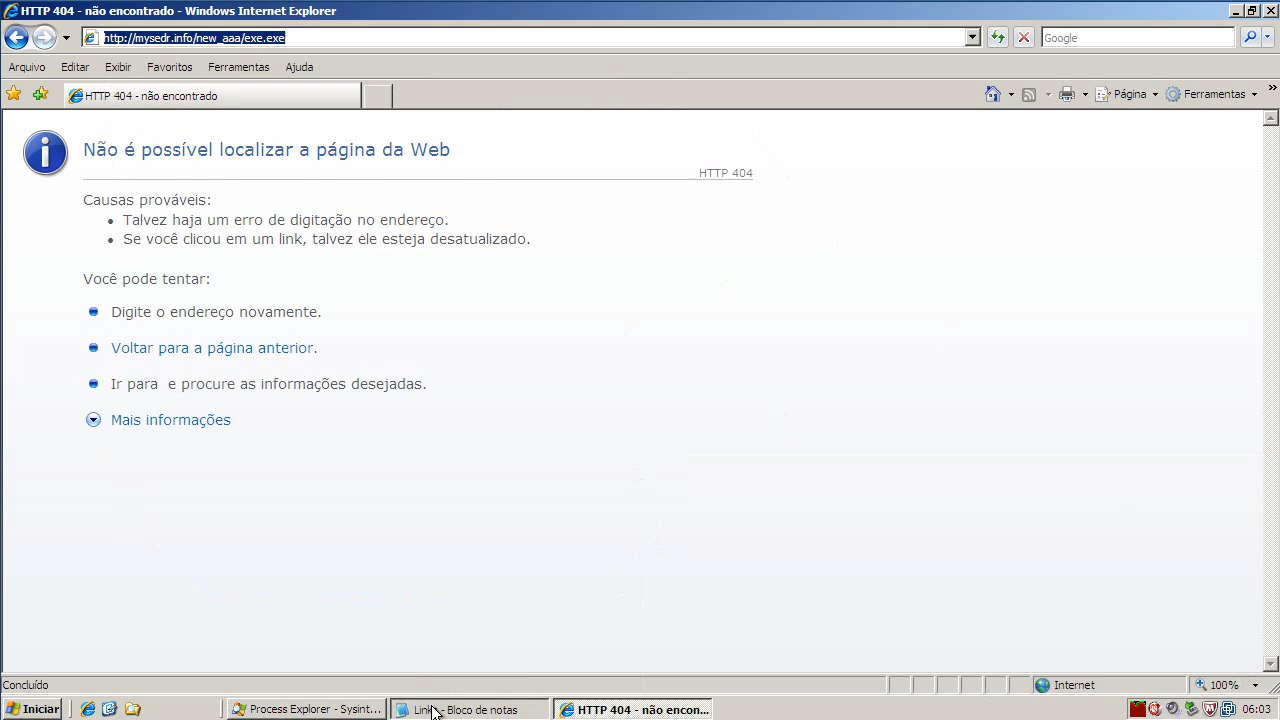 HTTP 404 - não encontrado - Windows Internet Explorer
http://mysedr.info/new_aaa/exe.exe
Google
Arquivo Editar Exibir Favoritos Ferramentas Ajuda
HTTP 404 - não encontrado
Página
Ferramentas
Não é possível localizar a página da Web
HTTP 404
Causas prováveis:
• Talvez haja um erro de digitação no endereço.
• Se você clicou em um link, talvez ele esteja desatualizado.
Você pode tentar:
Digite o endereço novamente.
Voltar para a página anterior.
Ir para e procure as informações desejadas.
Mais informações
Concluído
Internet
100%
Iniciar
Process Explorer - Sysint...
- Bloco de notas
HTTP 404 - não encon...
06:03